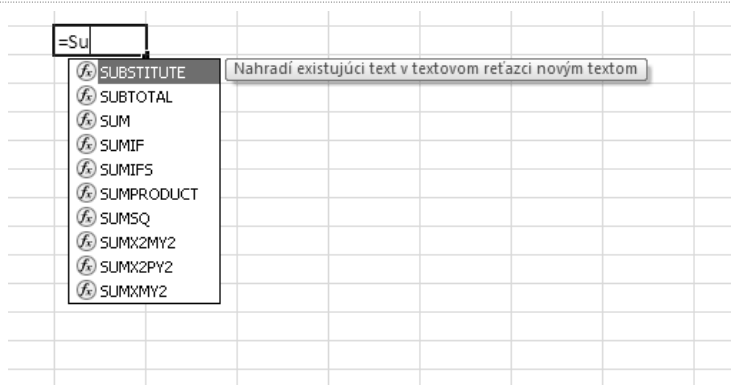 =Su
SUBSTITUTE Nahradí existujúci text v textovom reťazci novým textom
SUBTOTAL
SUM
SUMIF
SUMIFS
SUMPRODUCT
SUMSQ
SUMX2MY2
SUMX2PY2
SUMXMY2